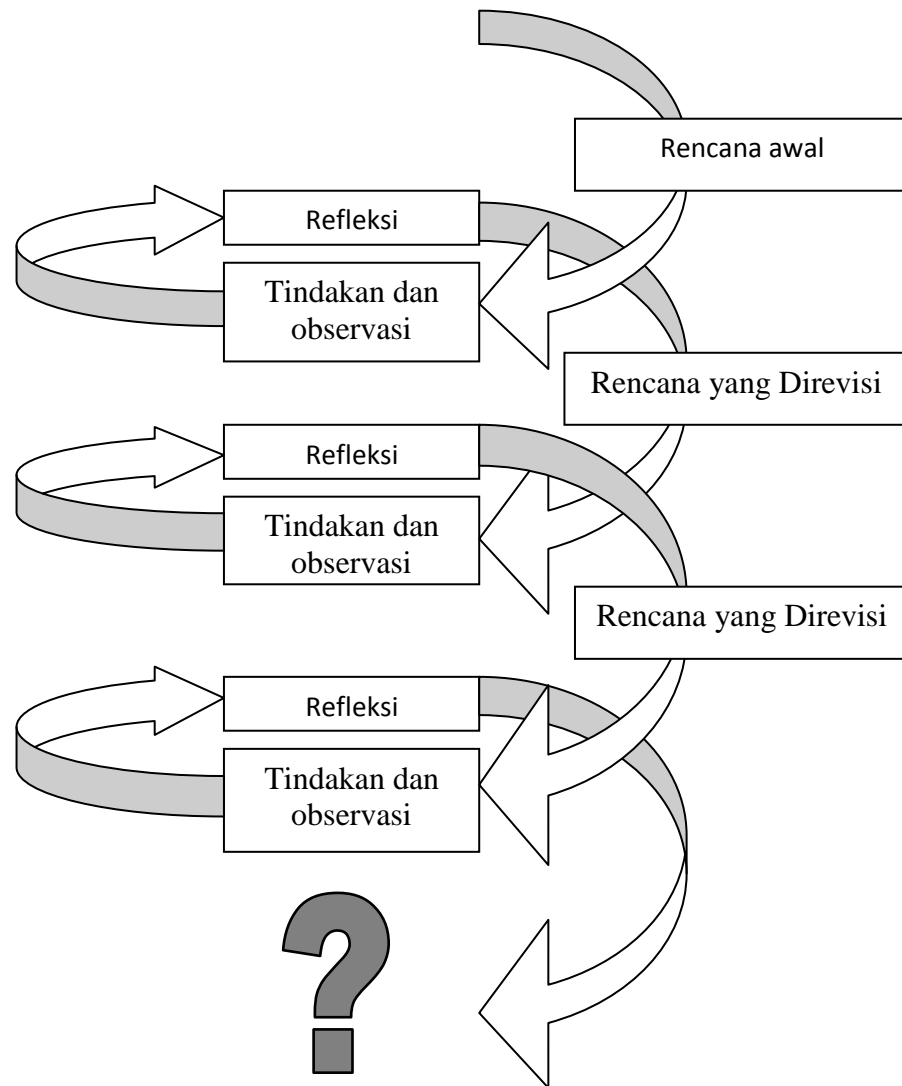 Rencana awal
Refleksi
Tindakan dan
observasi
Rencana yang Direvisi
Refleksi
Tindakan dan
observasi
Rencana yang Direvisi
Refleksi
Tindakan dan
observasi
?